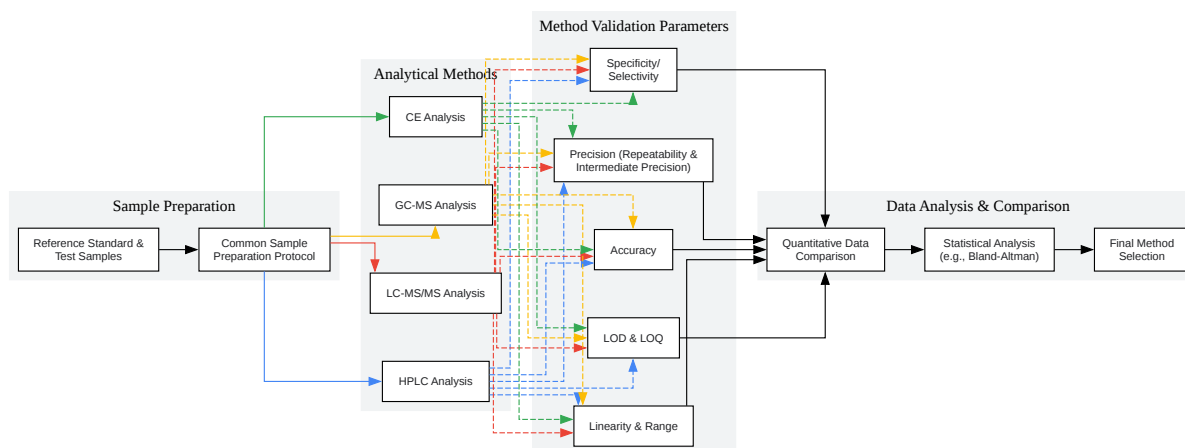 Sample Preparation
Reference Standard &
Test Samples
Common Sample
Preparation Protocol
Analytical Methods
CE Analysis
GC-MS Analysis
LC-MS/MS Analysis
HPLC Analysis
Method Validation Parameters
Specificity/
Selectivity
Precision (Repeatability &
Intermediate Precision)
Accuracy
LOD & LOQ
Linearity & Range
Data Analysis & Comparison
Quantitative Data
Comparison
Statistical Analysis
(e.g., Bland-Altman)
Final Method
Selection